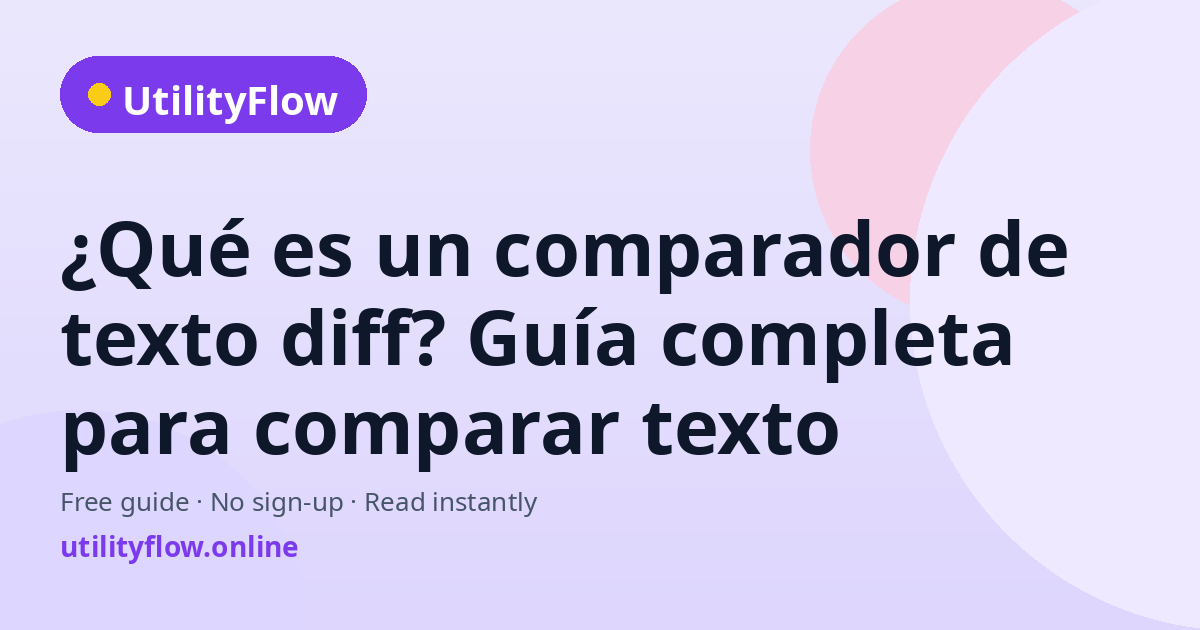 UtilityFlow
¿Qué es un comparador de
texto diff? Guía completa
para comparar texto
Free guide · No sign-up · Read instantly
utilityflow.online